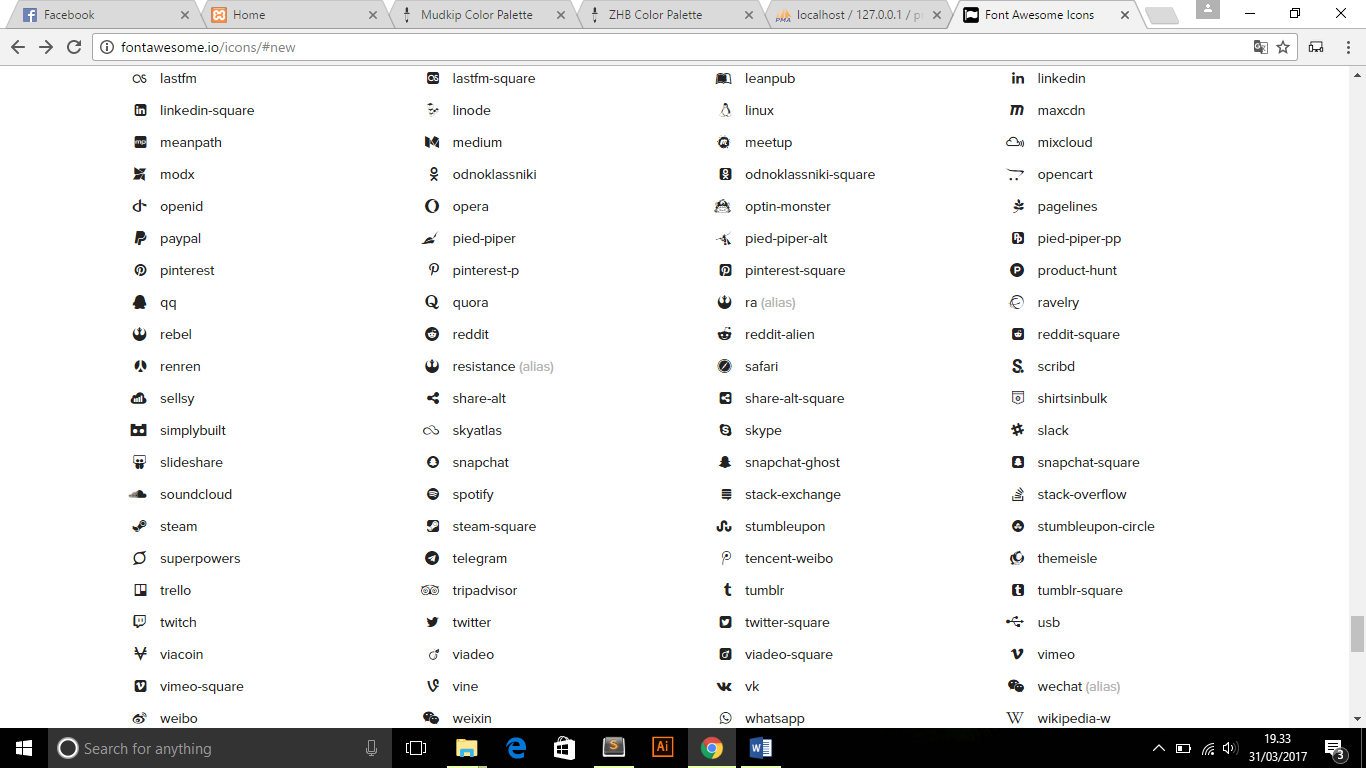 Facebook Home Mudkip Color Palette ZHB Color Palette localhost / 127.0.0.1 / p Font Awesome Icons
fontawesome.io/icons/#new
lastfm lastfm-square leanpub linkedin
linkedin-square linode linux maxcdn
meanpath medium meetup mixcloud
modx odnoklassniki odnoklassniki-square opencart
openid opera optin-monster pagelines
paypal pied-piper pied-piper-alt pied-piper-pp
pinterest pinterest-p pinterest-square product-hunt
qq quora ra (alias) ravelry
rebel reddit reddit-alien reddit-square
renren resistance (alias) safari scribd
sellsy share-alt share-alt-square shirtsinbulk
simplybuilt skyatlas skype slack
slideshare snapchat snapchat-ghost snapchat-square
soundcloud spotify stack-exchange stack-overflow
steam steam-square stumbleupon stumbleupon-circle
superpowers telegram tencent-weibo themeisle
trello tripadvisor tumblr tumblr-square
twitch twitter twitter-square usb
viacoin viadeo viadeo-square vimeo
vimeo-square vine vk wechat (alias)
weibo weixin whatsapp wikipedia-w
Search for anything
19.33
31/03/2017
3